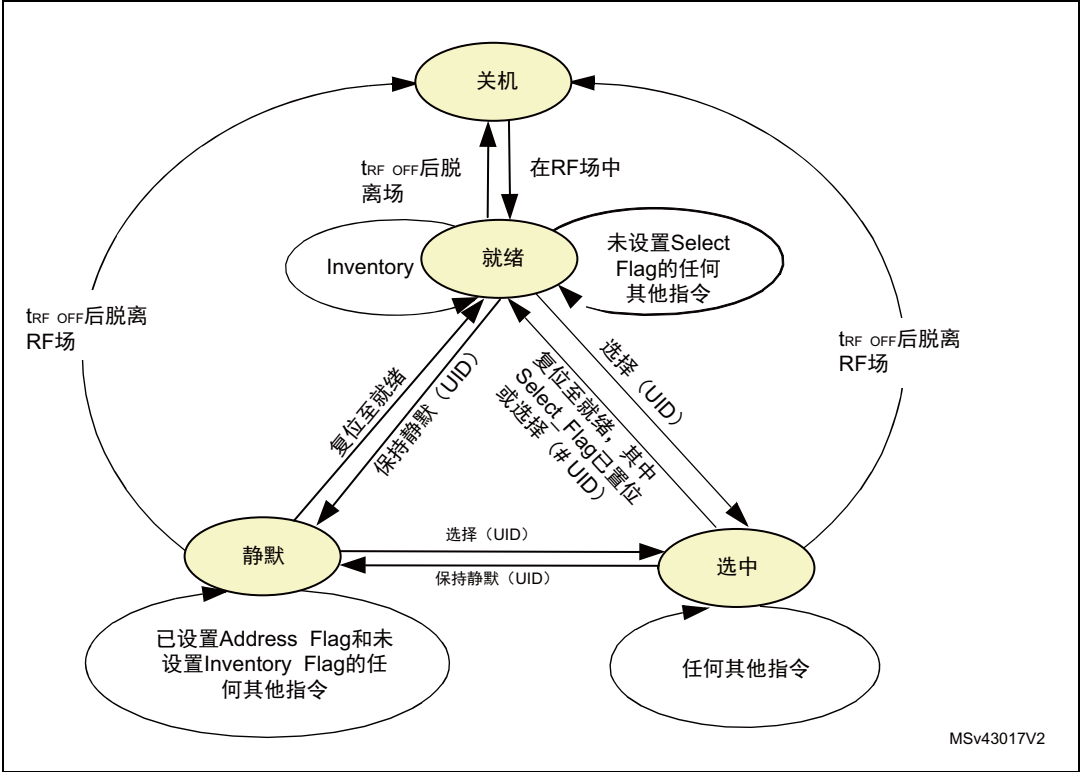 关机
tRF OFF后脱
离场
在RF场中
Inventory
就绪
未设置Select
Flag的任何
其他指令
tRF OFF后脱离
RF场
tRF OFF后脱离
RF场
复位至就绪
保持静默（UID）
选择（UID）
复位至就绪，其中
Select_Flag已置位
或选择（# UID）
静默
选择（UID）
保持静默（UID）
选中
已设置Address Flag和未
设置Inventory Flag的任
何其他指令
任何其他指令
MSv43017V2